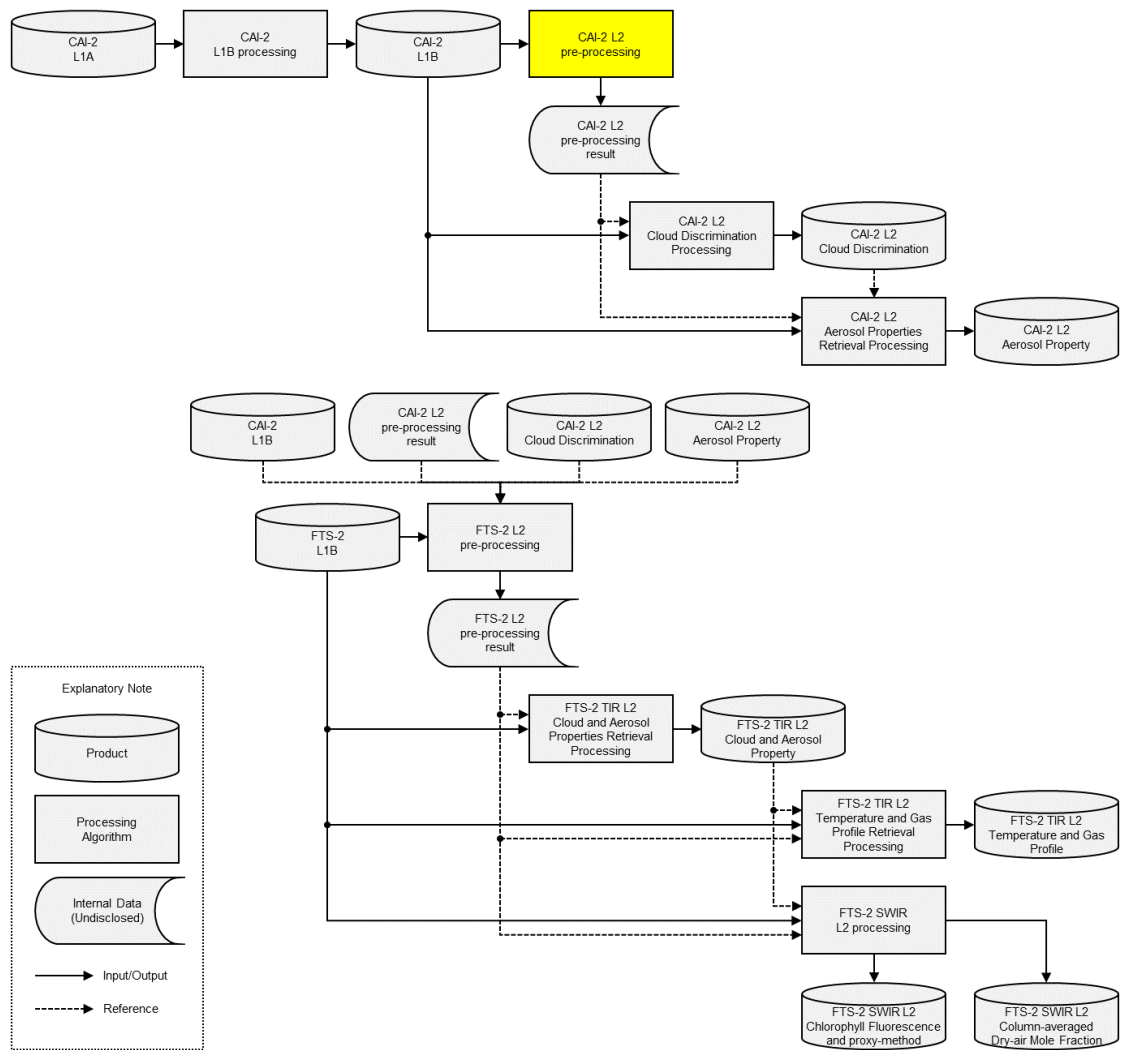 CAI-2
L1A
CAI-2
L1B processing
CAI-2
L1B
CAI-2 L2
pre-processing
CAI-2 L2
pre-processing
result
CAI-2 L2
Cloud Discrimination
Processing
CAI-2 L2
Cloud Discrimination
CAI-2 L2
Aerosol Properties
Retrieval Processing
CAI-2 L2
Aerosol Property
CAI-2
L1B
CAI-2 L2
pre-processing
result
CAI-2 L2
Cloud Discrimination
CAI-2 L2
Aerosol Property
FTS-2
L1B
FTS-2 L2
pre-processing
FTS-2 L2
pre-processing
result
FTS-2 TIR L2
Cloud and Aerosol
Properties Retrieval
Processing
FTS-2 TIR L2
Cloud and Aerosol
Property
FTS-2 TIR L2
Temperature and Gas
Profile Retrieval
Processing
FTS-2 TIR L2
Temperature and Gas
Profile
FTS-2 SWIR
L2 processing
FTS-2 SWIR L2
Chlorophyll Fluorescence
and proxy-method
FTS-2 SWIR L2
Column-averaged
Dry-air Mole Fraction
Explanatory Note
Product
Processing
Algorithm
Internal Data
(Undisclosed)
Input/Output
Reference